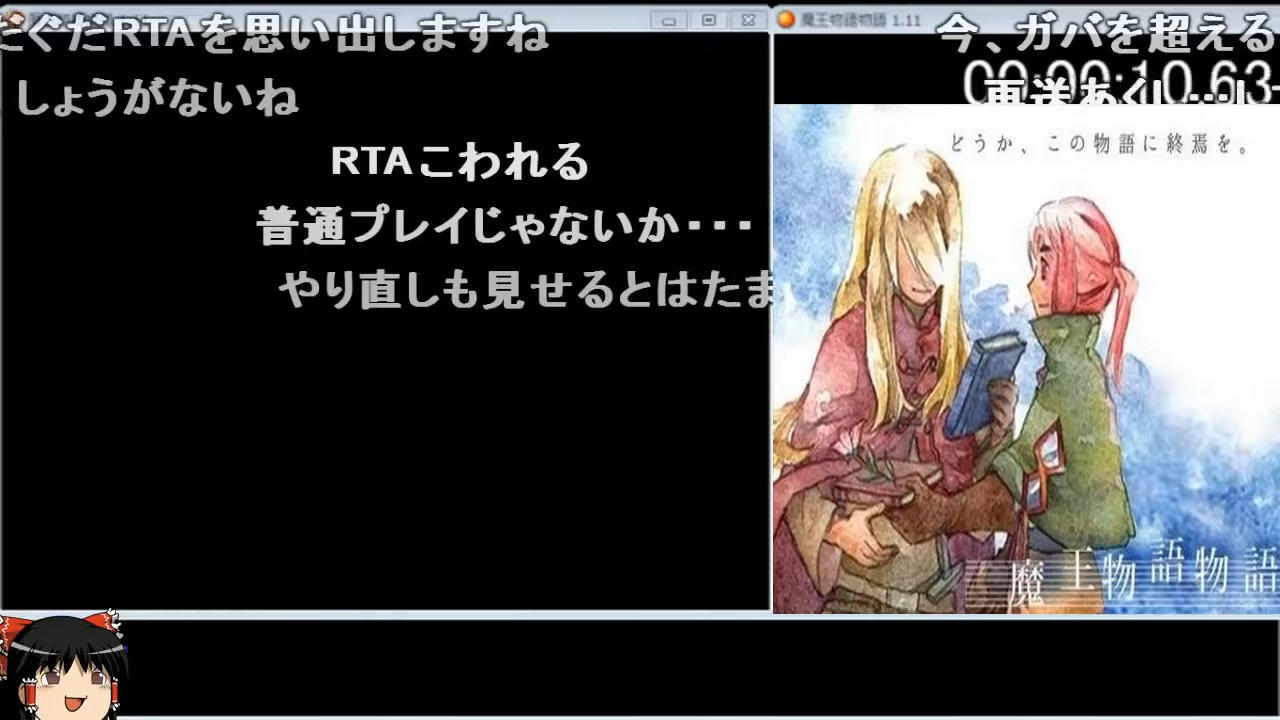 たぐだRTAを思い出しますね
魔王物語物語 1.11
今、ガバを超える
00:00:10.63
しょうがないね
RTAこわれる
普通プレイじゃないか・・・
やり直しも見せるとはたま
どうか、この物語に終焉を。
魔王物語物語